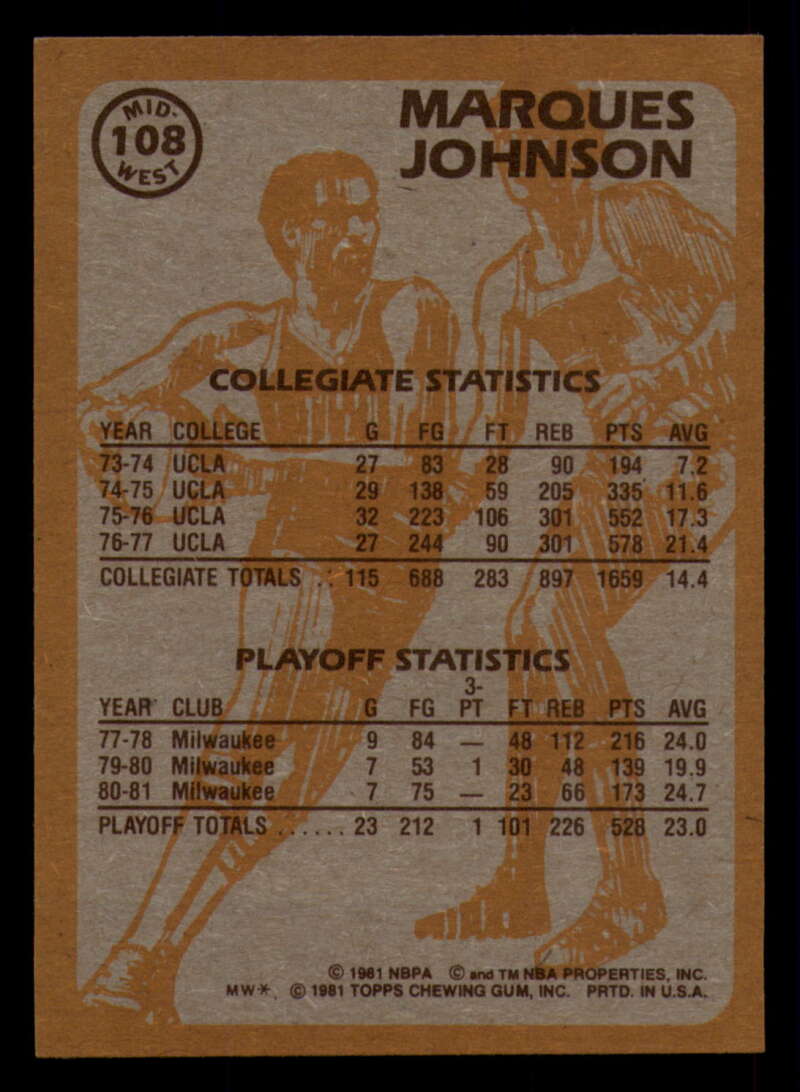 MID-
108
WEST
MARQUES
JOHNSON
COLLEGIATE STATISTICS
YEAR COLLEGE G FG FT REB PTS AVG
73-74 UCLA 27 83 28 90 194 7.2
74-75 UCLA 29 138 59 205 335 11.6
75-76 UCLA 32 223 106 301 552 17.3
76-77 UCLA 27 244 90 301 578 21.4
COLLEGIATE TOTALS .. 115 688 283 897 1659 14.4
PLAYOFF STATISTICS
YEAR CLUB G FG 3-PT FT REB PTS AVG
77-78 Milwaukee 9 84 — 48 112 216 24.0
79-80 Milwaukee 7 53 1 30 48 139 19.9
80-81 Milwaukee 7 75 — 23 66 173 24.7
PLAYOFF TOTALS ...... 23 212 1 101 226 528 23.0
© 1981 NBPA © and TM NBA PROPERTIES, INC.
MW*. © 1981 TOPPS CHEWING GUM, INC. PRTD. IN U.S.A.